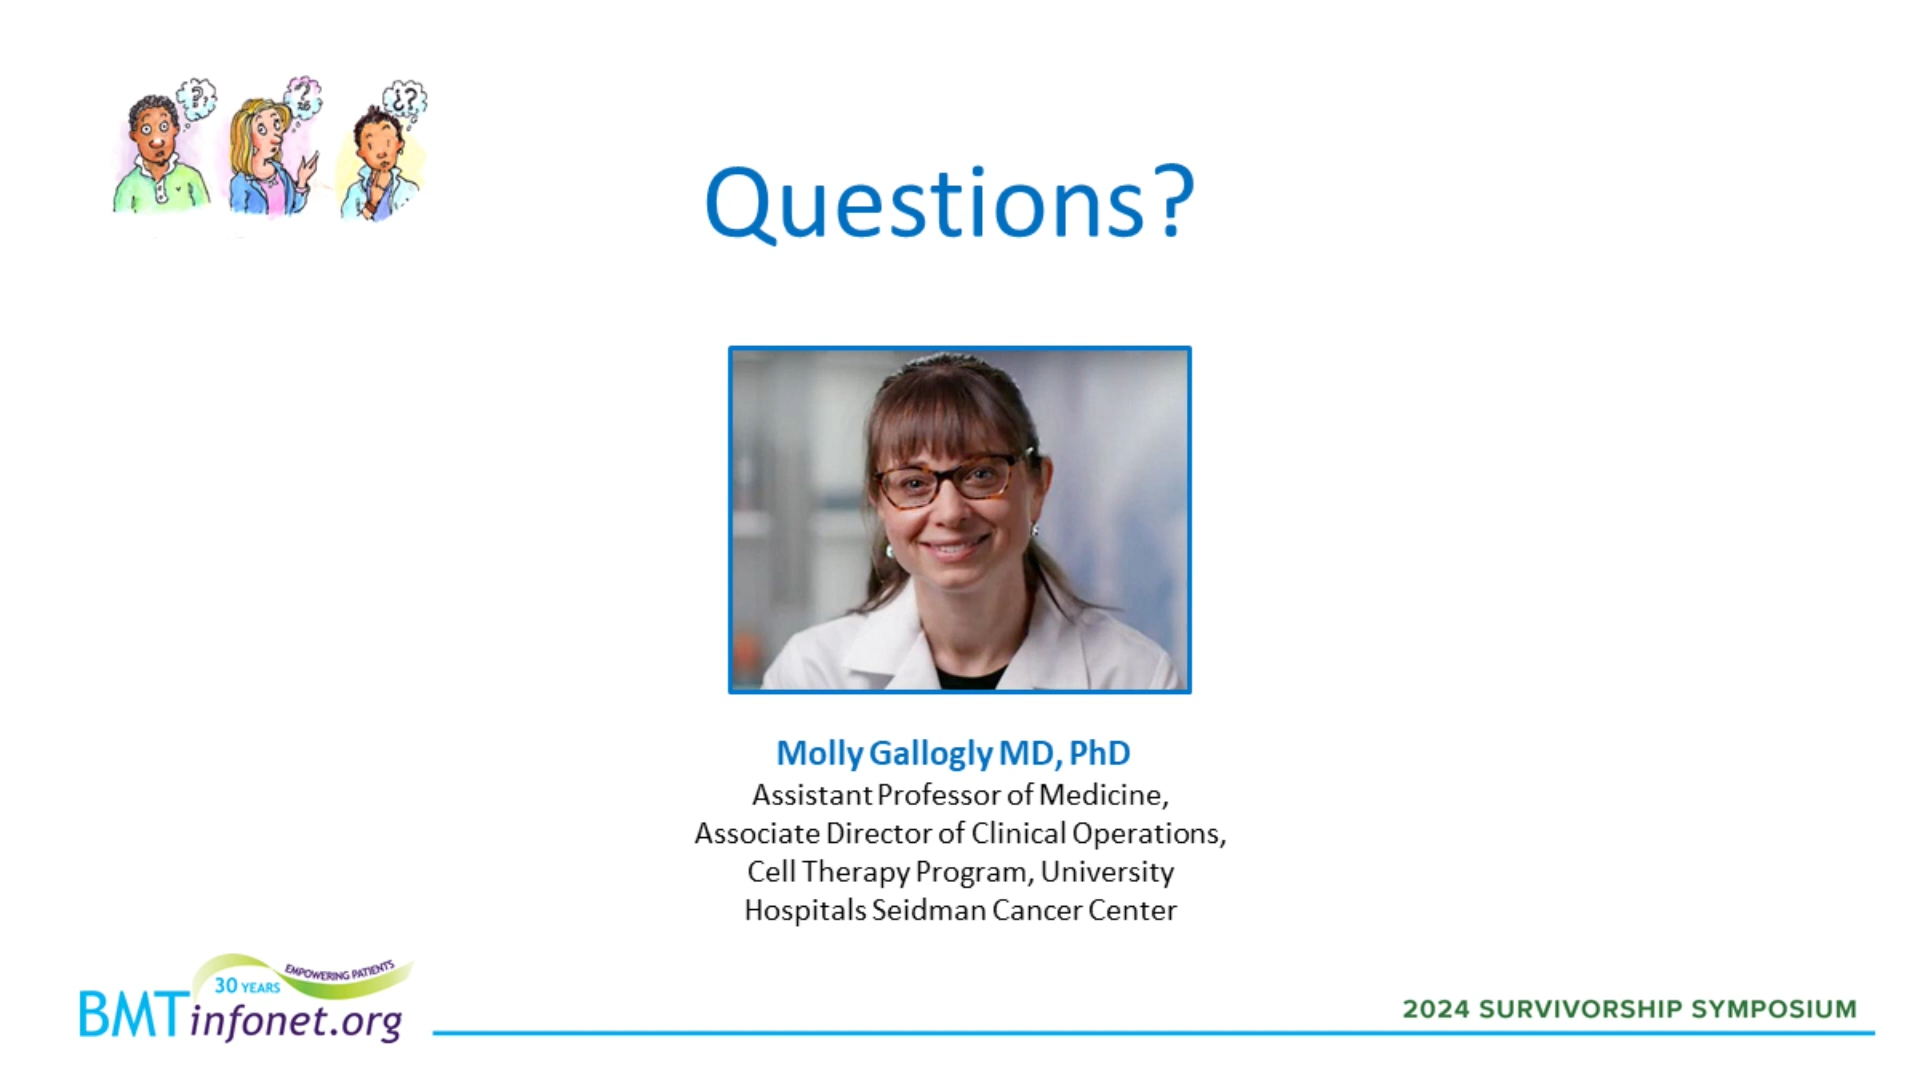 Questions?
Molly Gallogly MD, PhD
Assistant Professor of Medicine,
Associate Director of Clinical Operations,
Cell Therapy Program, University
Hospitals Seidman Cancer Center
30 YEARS
EMPOWERING PATIENTS
BMTinfonet.org
2024 SURVIVORSHIP SYMPOSIUM